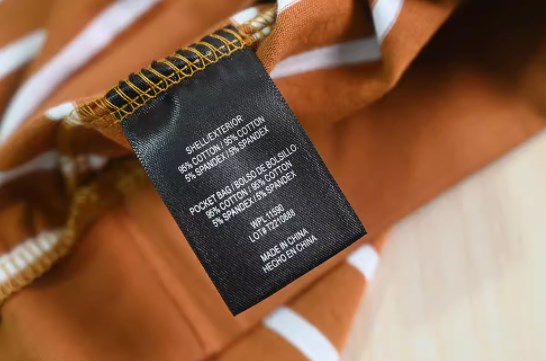 SHELL/EXTERIOR
95% COTTON / 95% COTTON
5% SPANDEX / 5% SPANDEX
POCKET BAG / BOLSO DE BOLSILLO:
95% COTTON / 95% COTTON
5% SPANDEX / 5% SPANDEX
WPL 11590
LOT# T2210688
MADE IN CHINA
HECHO EN CHINA